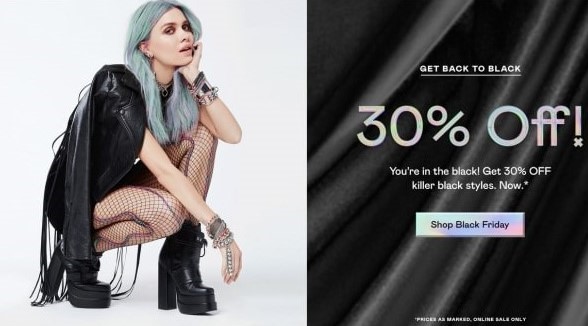 GET BACK TO BLACK
30% Off!
You're in the black! Get 30% OFF
killer black styles. Now.*
Shop Black Friday
*PRICES AS MARKED, ONLINE SALE ONLY